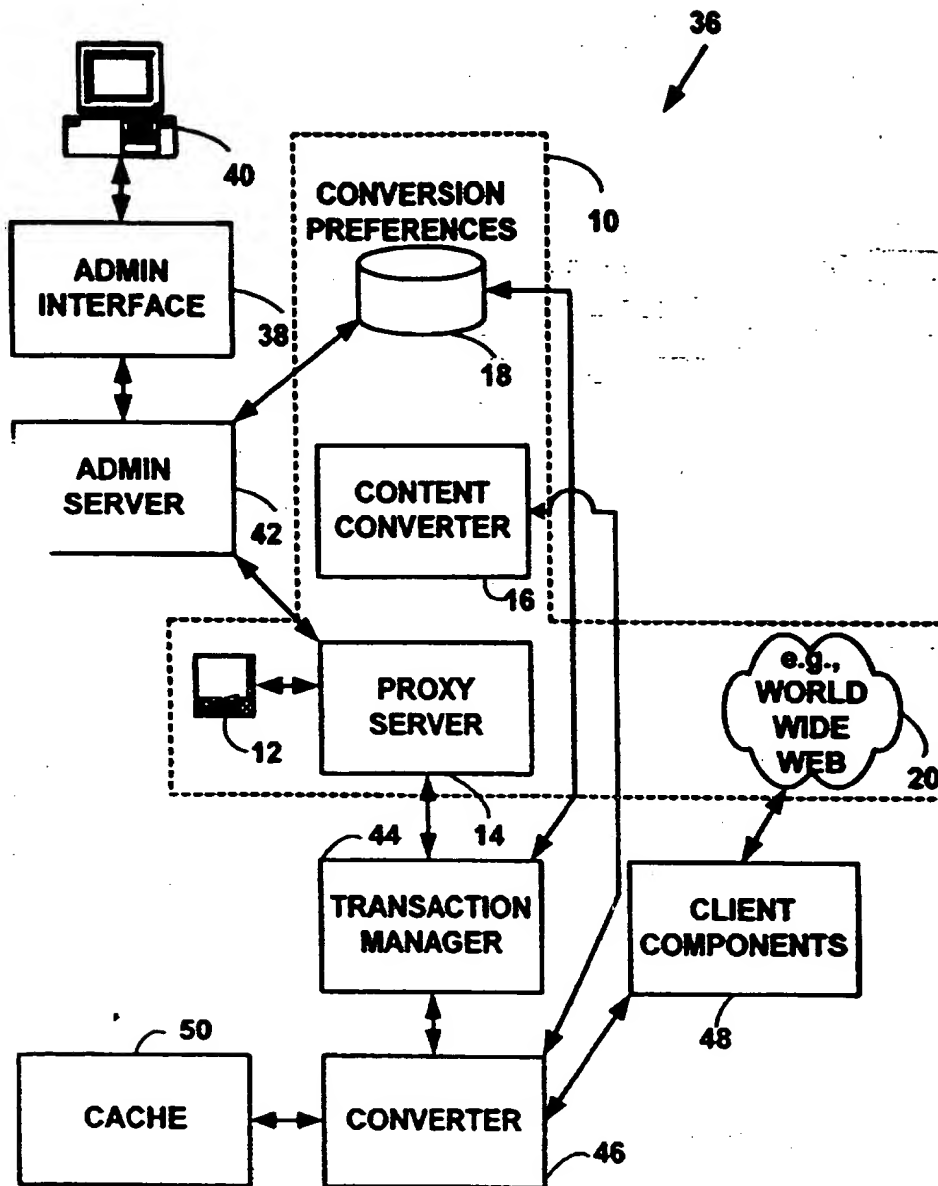 36
40
10
CONVERSION
PREFERENCES
ADMIN
INTERFACE
38
18
ADMIN
SERVER
42
CONTENT
CONVERTER
16
e.g.,
WORLD
WIDE
WEB
20
PROXY
SERVER
12
14
44
TRANSACTION
MANAGER
CLIENT
COMPONENTS
48
50
CACHE
CONVERTER
46